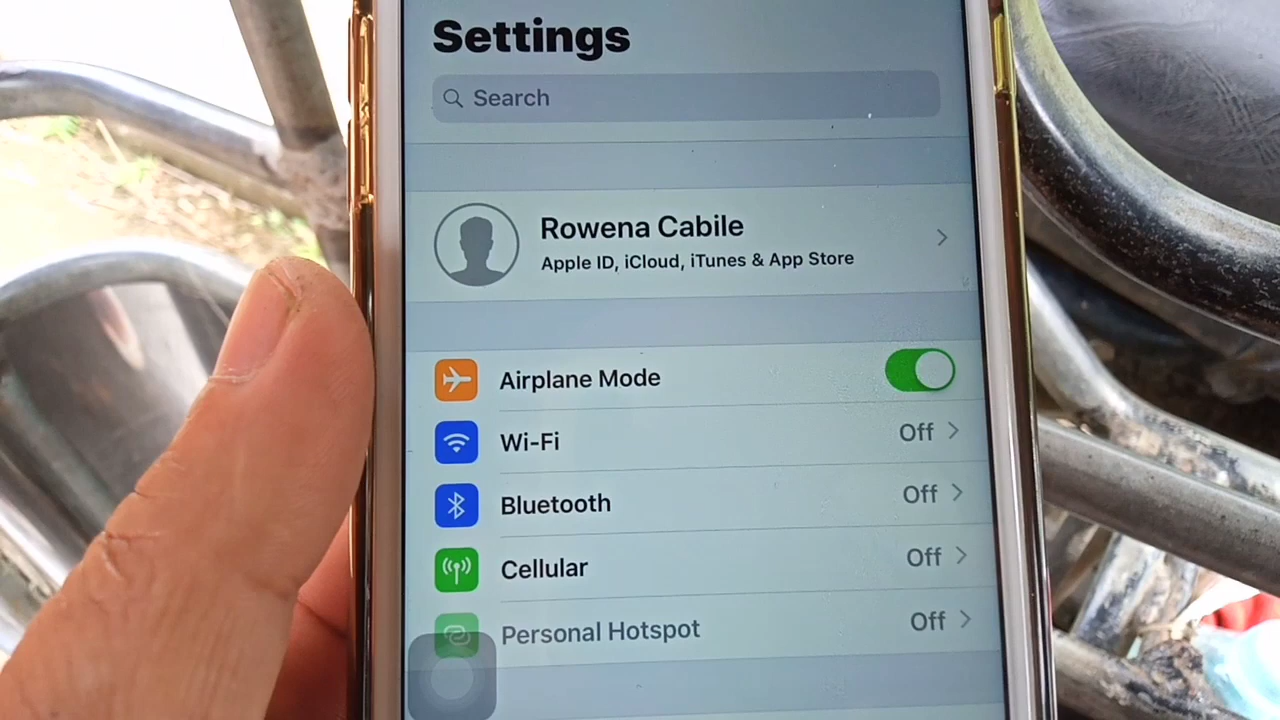 Settings
Search
Rowena Cabile
Apple ID, iCloud, iTunes & App Store
Airplane Mode
Wi-Fi Off
Bluetooth Off
Cellular Off
Personal Hotspot Off